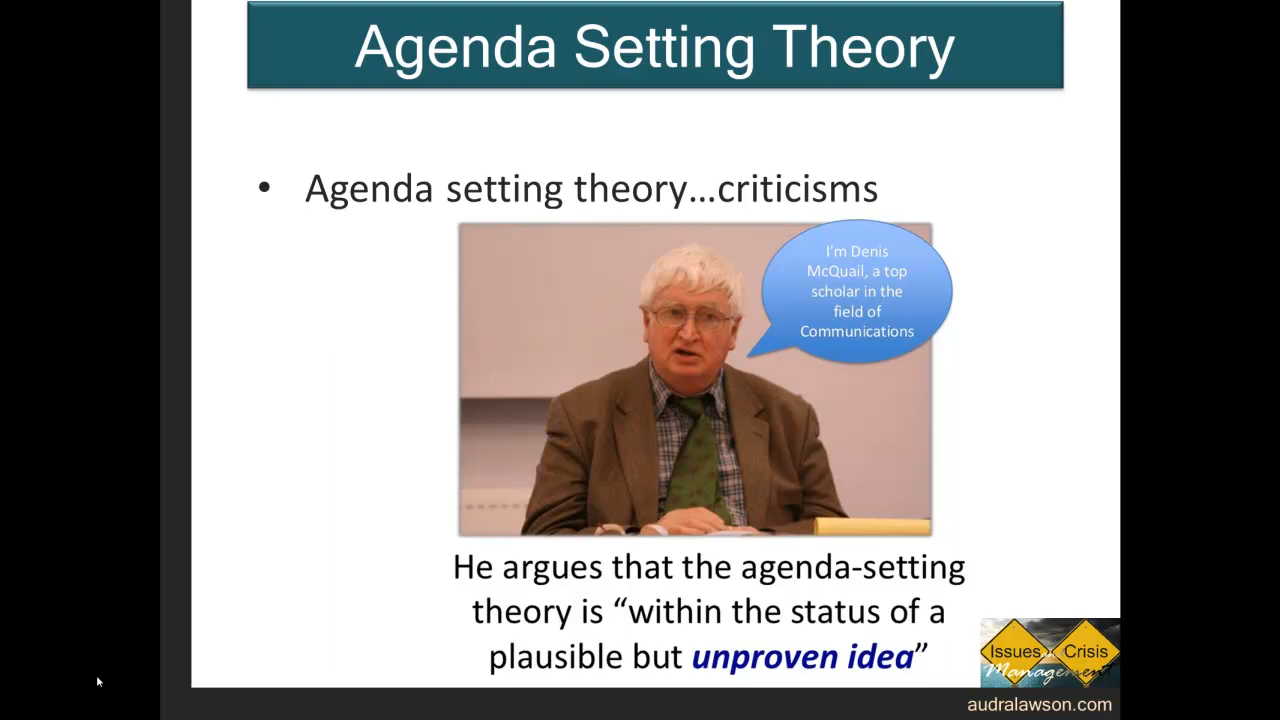 Agenda Setting Theory
• Agenda setting theory…criticisms
I’m Denis
McQuail, a top
scholar in the
field of
Communications
He argues that the agenda-setting
theory is “within the status of a
plausible but unproven idea”
Issues Crisis
Management
audralawson.com